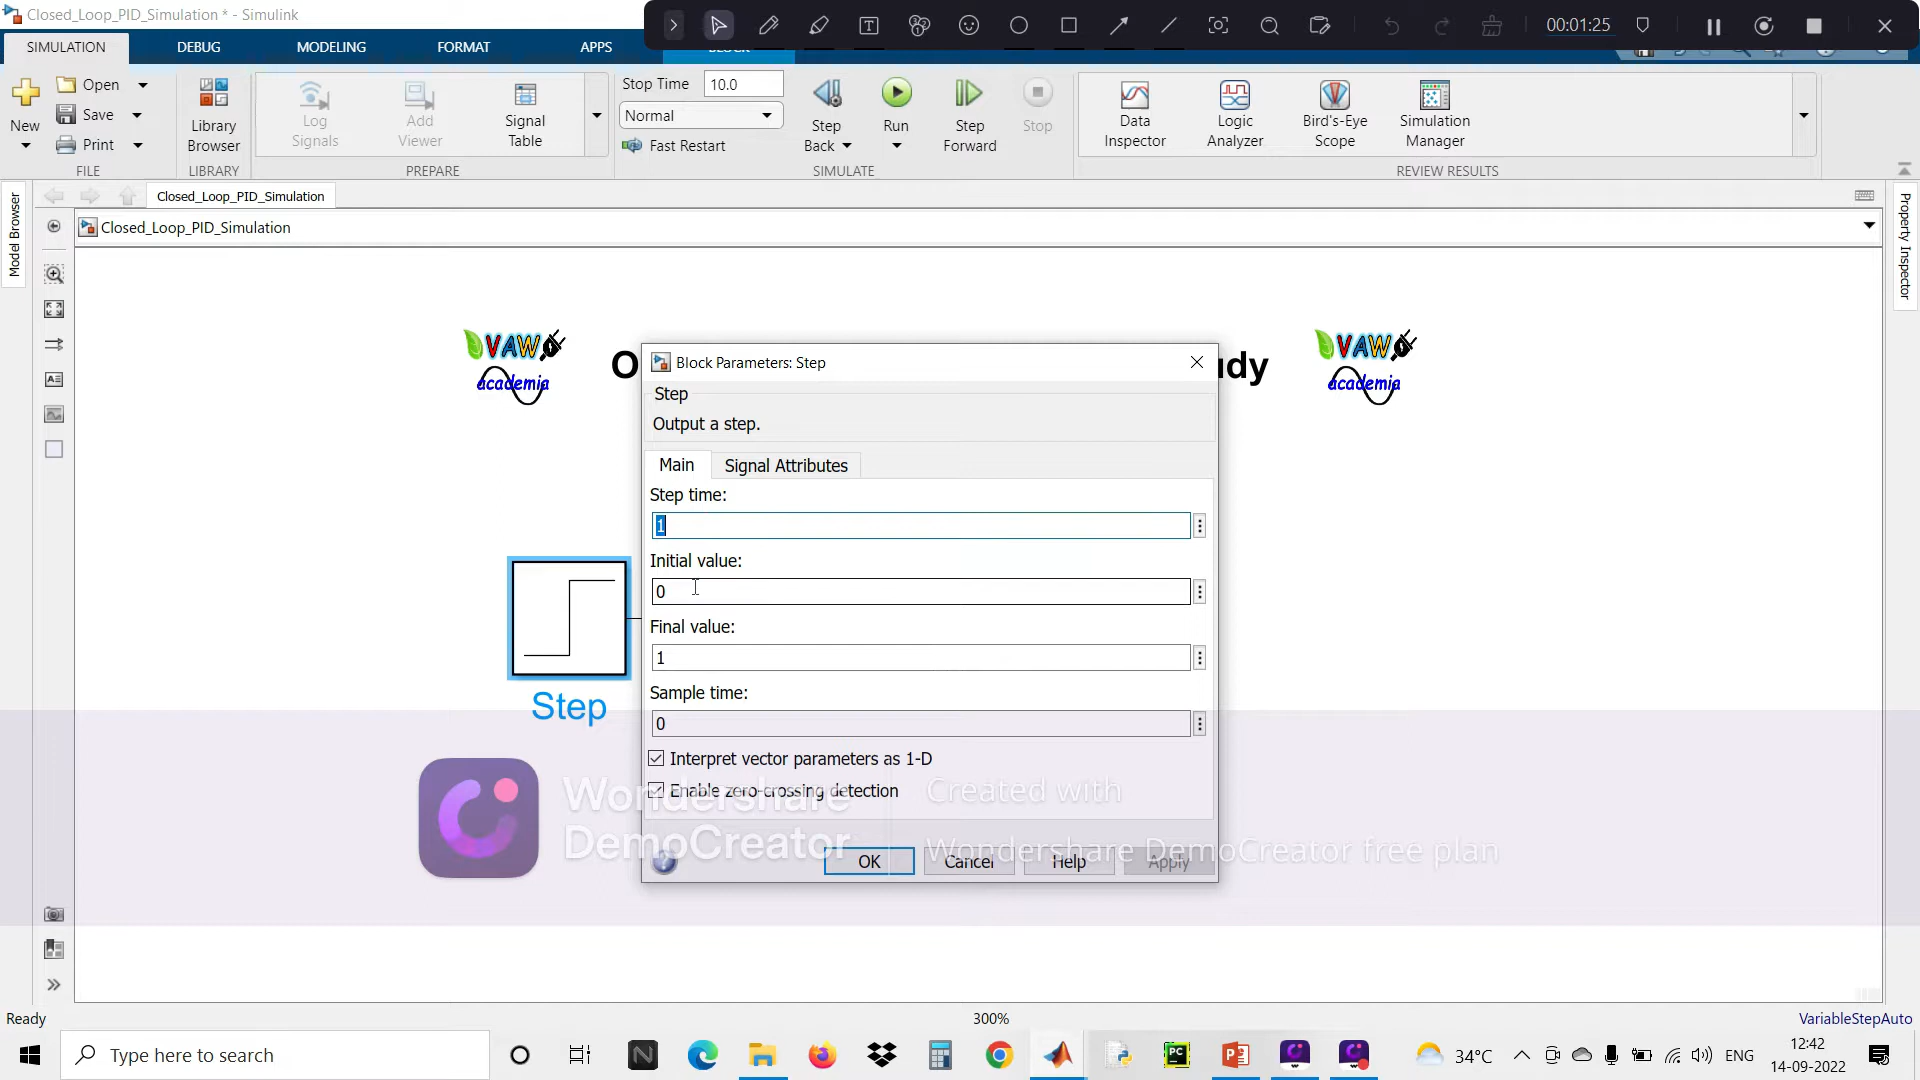 Closed_Loop_PID_Simulation * - Simulink
00:01:25
SIMULATION
DEBUG
MODELING
FORMAT
APPS
New
Open
Save
Print
FILE
Library
Browser
LIBRARY
Log
Signals
Add
Viewer
Signal
Table
PREPARE
Stop Time
10.0
Normal
Fast Restart
Step
Back
Run
Step
Forward
Stop
SIMULATE
Data
Inspector
Logic
Analyzer
Bird's-Eye
Scope
Simulation
Manager
REVIEW RESULTS
Model Browser
Closed_Loop_PID_Simulation
Closed_Loop_PID_Simulation
Property Inspector
VAW
academia
VAW
academia
Block Parameters: Step
Step
Output a step.
Main
Signal Attributes
Step time:
1
Initial value:
0
Final value:
1
Sample time:
0
Interpret vector parameters as 1-D
Enable zero-crossing detection
OK
Cancel
Help
Apply
Step
Wondershare
DemoCreator
Created with
Wondershare DemoCreator free plan
Ready
300%
VariableStepAuto
Type here to search
34°C
ENG
12:42
14-09-2022